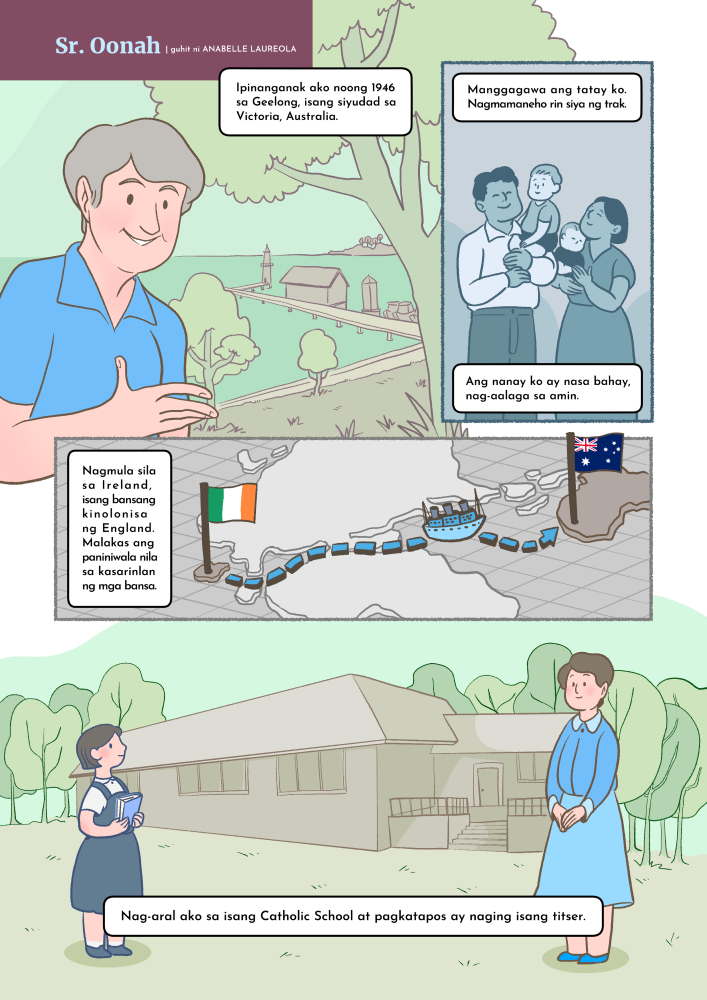 Sr. Oonah | guhit ni ANABELLE LAUREOLA
Ipinanganak ako noong 1946
sa Geelong, isang siyudad sa
Victoria, Australia.
Manggagawa ang tatay ko.
Nagmamaneho rin siya ng trak.
Ang nanay ko ay nasa bahay,
nag-aalaga sa amin.
Nagmula sila
sa Ireland,
isang bansang
kinolonisa
ng England.
Malakas ang
paniniwala nila
sa kasarinlan
ng mga bansa.
Nag-aral ako sa isang Catholic School at pagkatapos ay naging isang titser.